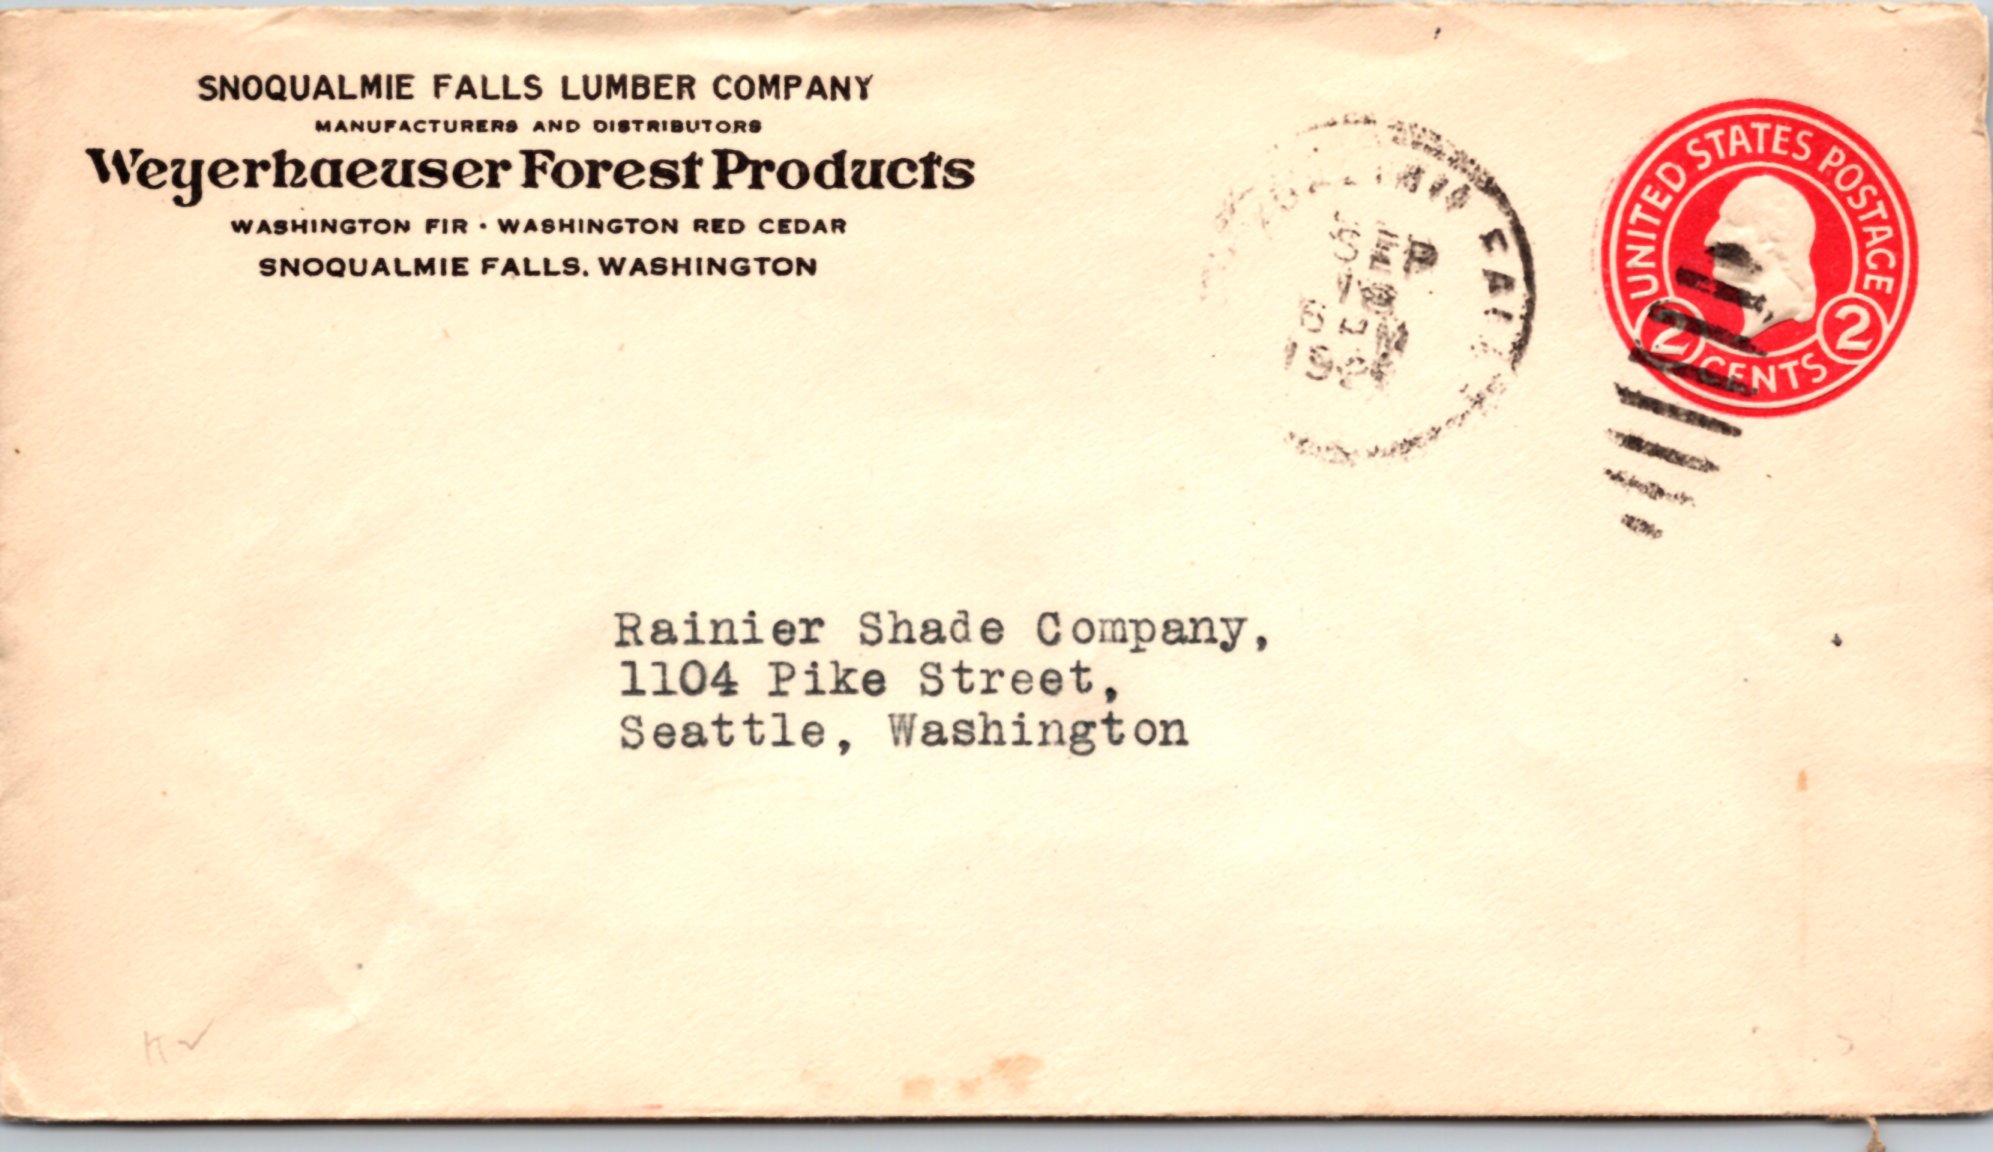 SNOQUALMIE FALLS LUMBER COMPANY
MANUFACTURERS AND DISTRIBUTORS
Weyerhaeuser Forest Products
WASHINGTON FIR • WASHINGTON RED CEDAR
SNOQUALMIE FALLS, WASHINGTON
UNITED STATES POSTAGE
2 CENTS 2
Rainier Shade Company,
1104 Pike Street,
Seattle, Washington